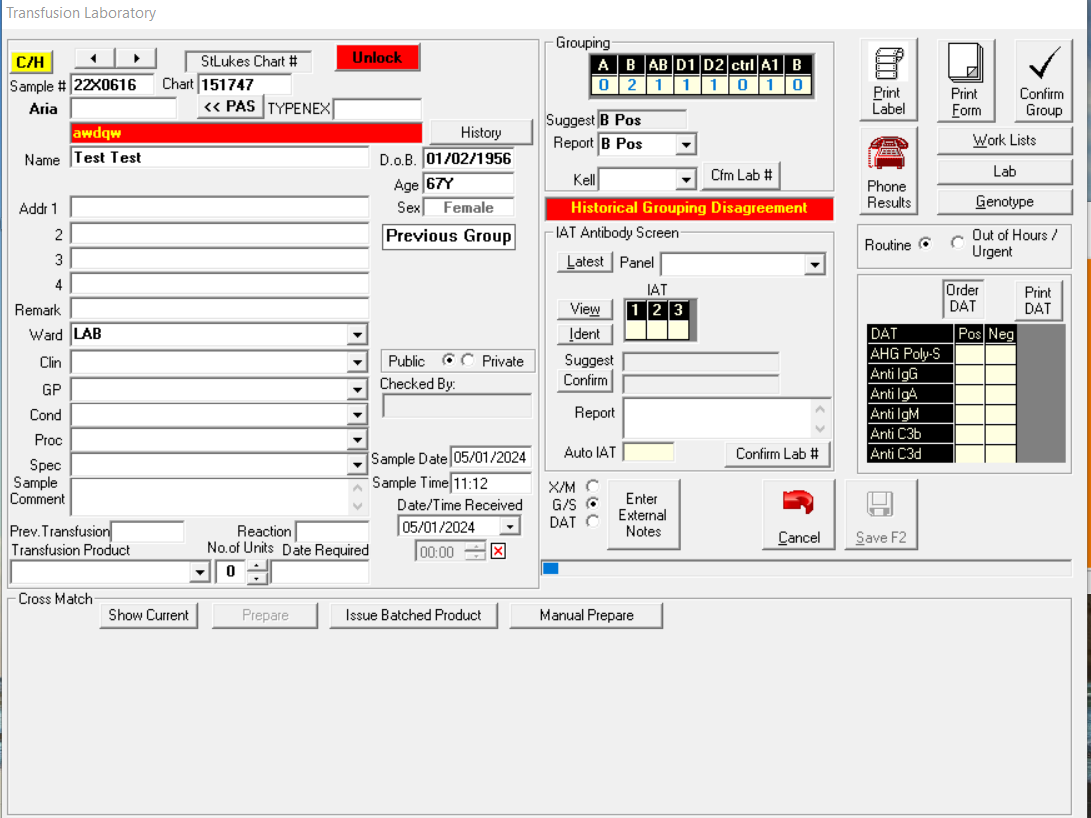 Transfusion Laboratory
C/H
StLukes Chart #
Unlock
Sample # 22X0616 Chart 151747
Aria << PAS TYPENEX
awdqw History
Name Test Test D.o.B. 01/02/1956
Age 67Y
Sex Female
Addr 1
Previous Group
2
3
4
Remark
Ward LAB
Clin Public Private
GP Checked By:
Cond
Proc
Spec Sample Date 05/01/2024
Sample Comment Sample Time 11:12
Date/Time Received
05/01/2024
00:00
Prev.Transfusion Reaction
Transfusion Product No.of Units Date Required
0
Grouping
A B AB D1 D2 ctrl A1 B
0 2 1 1 1 0 1 0
Suggest B Pos
Report B Pos
Kell Cfm Lab #
Historical Grouping Disagreement
IAT Antibody Screen
Latest Panel
IAT
View 1 2 3
Ident
Suggest
Confirm
Report
Auto IAT Confirm Lab #
X/M
G/S
DAT
Enter External Notes
Cancel
Save F2
Print Label
Print Form
Confirm Group
Phone Results
Work Lists
Lab
Genotype
Routine Out of Hours / Urgent
Order DAT
Print DAT
DAT Pos Neg
AHG Poly-S
Anti IgG
Anti IgA
Anti IgM
Anti C3b
Anti C3d
Cross Match
Show Current Prepare Issue Batched Product Manual Prepare